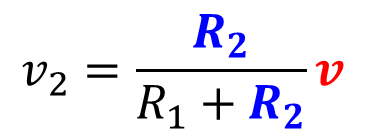 v₂ = R₂ / (R₁ + R₂) v